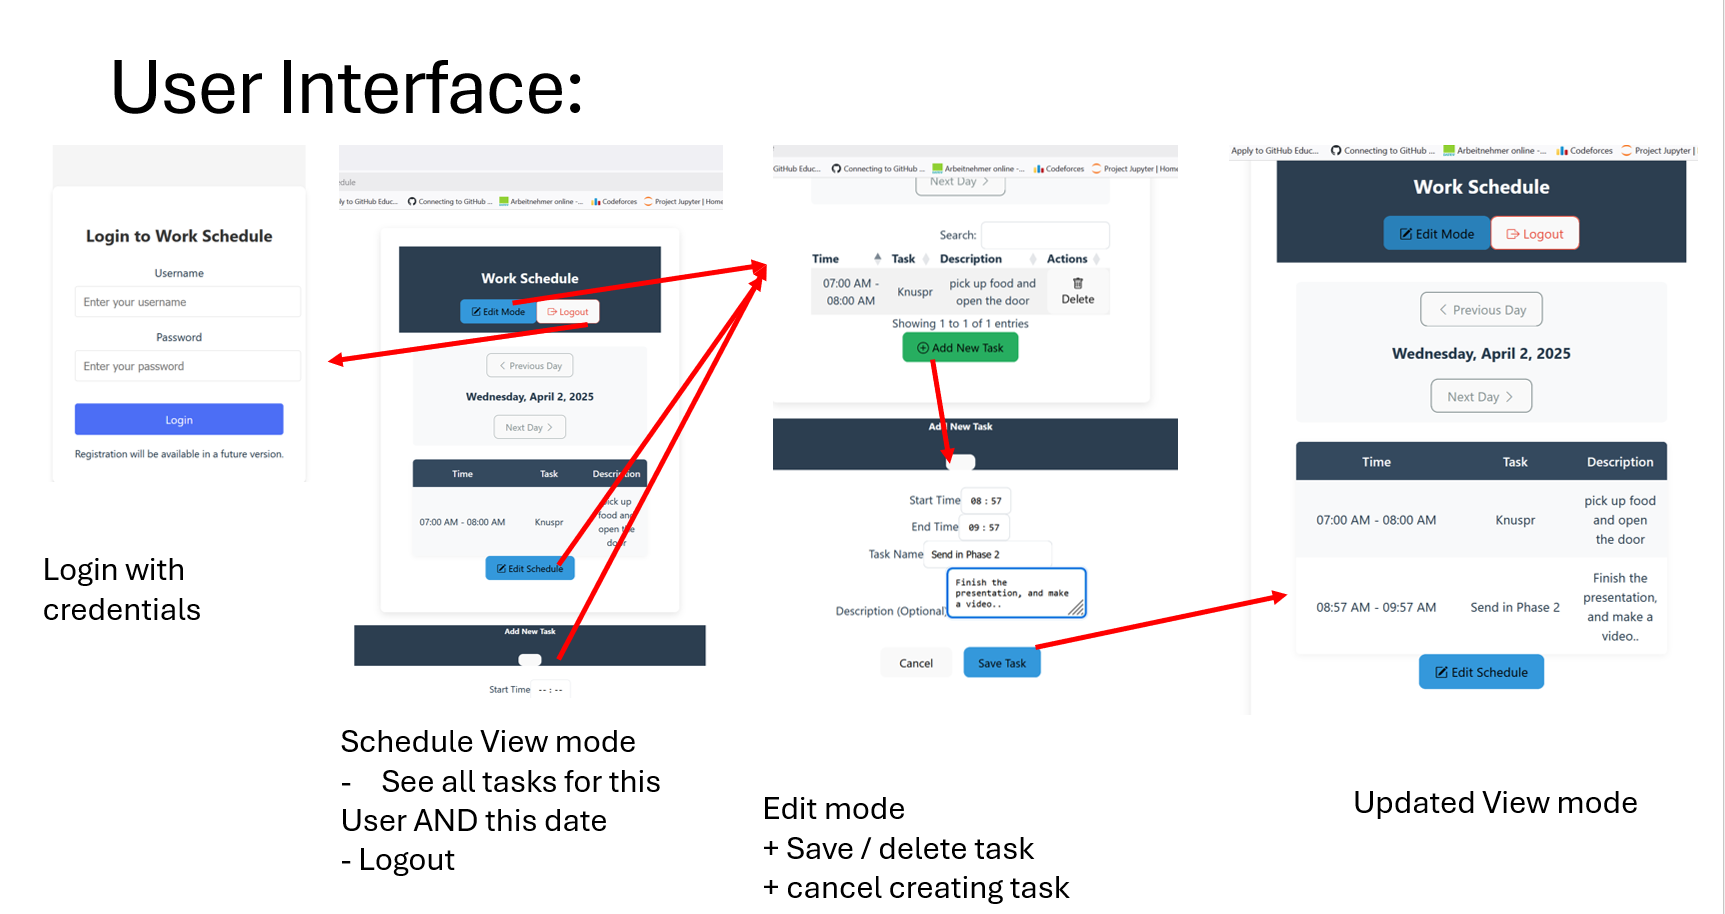 User Interface:
Login to Work Schedule
Username
Enter your username
Password
Enter your password
Login
Registration will be available in a future version.
Login with
credentials
dule
ly to GitHub Educ... Connecting to GitHub ... Arbeitnehmer online -... Codeforces Project Jupyter | Home
Work Schedule
Edit Mode Logout
< Previous Day
Wednesday, April 2, 2025
Next Day >
Time Task Description
07:00 AM - 08:00 AM Knuspr pick up
food and
open the
door
Edit Schedule
Add New Task
Start Time --:--
Schedule View mode
- See all tasks for this
User AND this date
- Logout
GitHub Educ... Connecting to GitHub ... Arbeitnehmer online -... Codeforces Project Jupyter | Home
Next Day >
Search:
Time Task Description Actions
07:00 AM -
08:00 AM
Knuspr
pick up food and
open the door
Delete
Showing 1 to 1 of 1 entries
Add New Task
Add New Task
Start Time 08:57
End Time 09:57
Task Name Send in Phase 2
Description (Optional)
Finish the
presentation, and make
a video..
Cancel Save Task
Edit mode
+ Save / delete task
+ cancel creating task
Apply to GitHub Educ... Connecting to GitHub ... Arbeitnehmer online -... Codeforces Project Jupyter |
Work Schedule
Edit Mode Logout
< Previous Day
Wednesday, April 2, 2025
Next Day >
Time Task Description
07:00 AM - 08:00 AM Knuspr
pick up food
and open
the door
08:57 AM - 09:57 AM Send in Phase 2
Finish the
presentation,
and make a
video..
Edit Schedule
Updated View mode